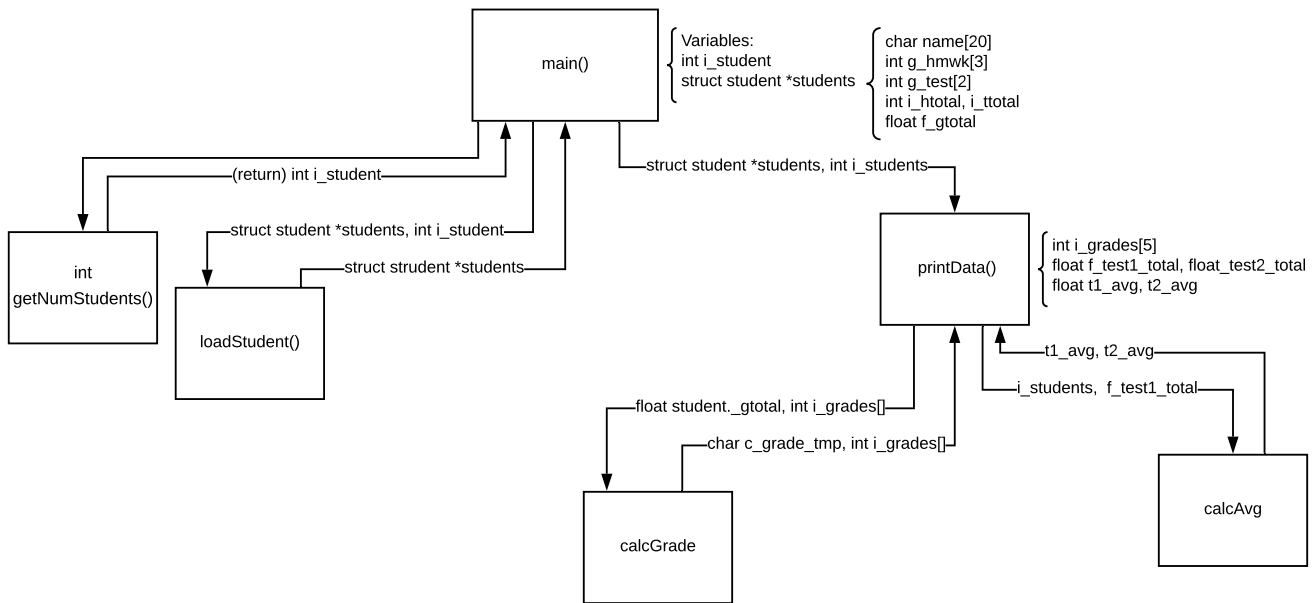 main()
Variables:
int i_student
struct student *students
char name[20]
int g_hmwk[3]
int g_test[2]
int i_htotal, i_ttotal
float f_gtotal
(return) int i_student
struct student *students, int i_students
int
getNumStudents()
struct student *students, int i_student
struct strudent *students
loadStudent()
printData()
int i_grades[5]
float f_test1_total, float_test2_total
float t1_avg, t2_avg
t1_avg, t2_avg
i_students,  f_test1_total
float student._gtotal, int i_grades[]
char c_grade_tmp, int i_grades[]
calcGrade
calcAvg